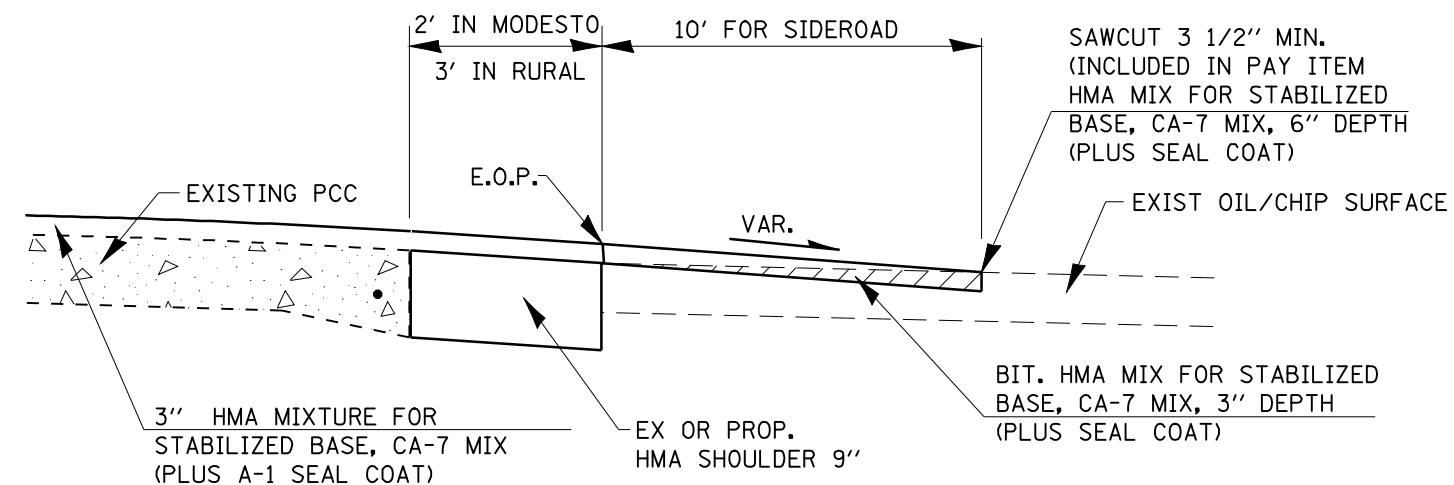 2' IN MODESTO
3' IN RURAL
10' FOR SIDEROAD
SAWCUT 3 1/2'' MIN.
(INCLUDED IN PAY ITEM
HMA MIX FOR STABILIZED
BASE, CA-7 MIX, 6'' DEPTH
(PLUS SEAL COAT)
EXISTING PCC
E.O.P.
VAR.
EXIST OIL/CHIP SURFACE
3'' HMA MIXTURE FOR
STABILIZED BASE, CA-7 MIX
(PLUS A-1 SEAL COAT)
EX OR PROP.
HMA SHOULDER 9''
BIT. HMA MIX FOR STABILIZED
BASE, CA-7 MIX, 3'' DEPTH
(PLUS SEAL COAT)